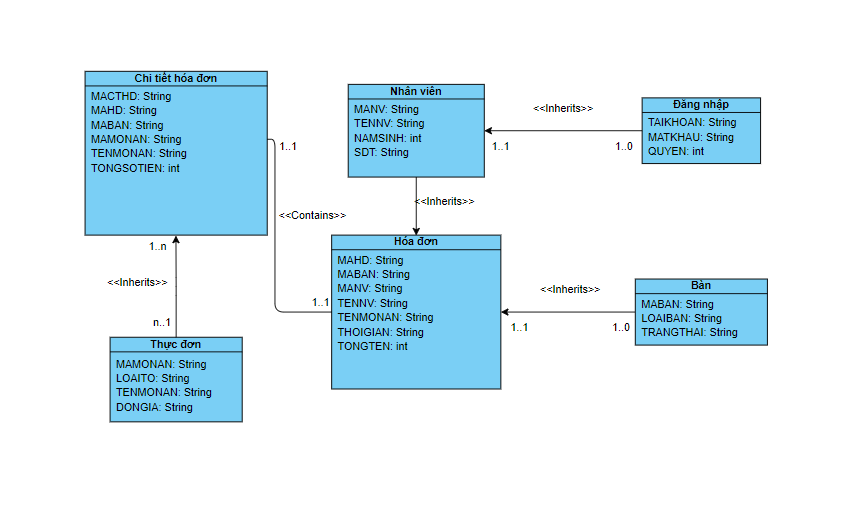 Chi tiết hóa đơn
MACTHD: String
MAHD: String
MABAN: String
MAMONAN: String
TENMONAN: String
TONGSOTIEN: int
Nhân viên
MANV: String
TENNV: String
NAMSINH: int
SDT: String
<<Inherits>>
1..1
1..0
Đăng nhập
TAIKHOAN: String
MATKHAU: String
QUYEN: int
1..1
<<Contains>>
1..1
<<Inherits>>
Hóa đơn
MAHD: String
MABAN: String
MANV: String
TENNV: String
TENMONAN: String
THOIGIAN: String
TONGTEN: int
<<Inherits>>
1..1
1..0
Bàn
MABAN: String
LOAIBAN: String
TRANGTHAI: String
1..n
<<Inherits>>
n..1
Thực đơn
MAMONAN: String
LOAITO: String
TENMONAN: String
DONGIA: String